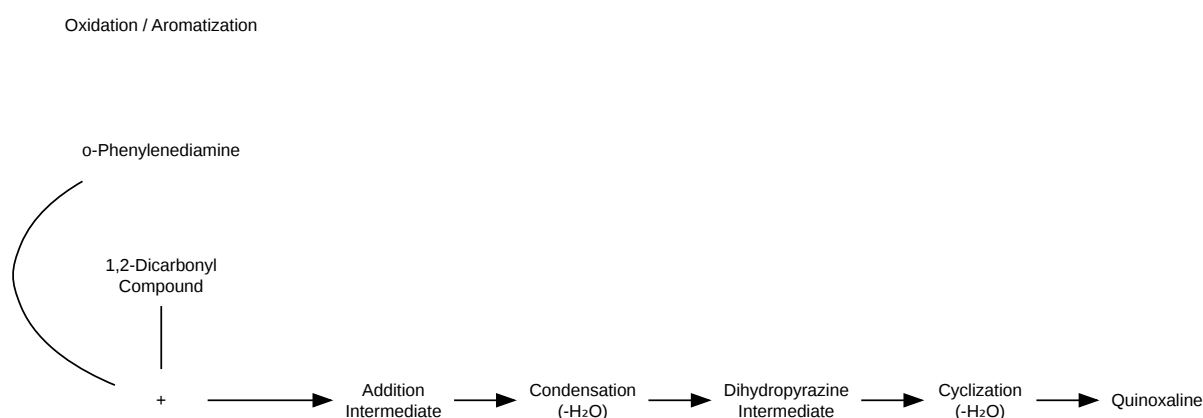 Oxidation / Aromatization
o-Phenylenediamine
1,2-Dicarbonyl
Compound
+
Addition
Intermediate
Condensation
(-H₂O)
Dihydropyrazine
Intermediate
Cyclization
(-H₂O)
Quinoxaline